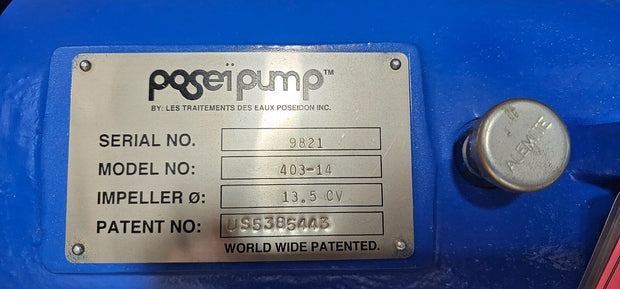 poseïpump™
BY: LES TRAITEMENTS DES EAUX POSEIDON INC.
SERIAL NO. 9821
MODEL NO: 403-14
IMPELLER Ø: 13.5 CV
PATENT NO: US5385443
WORLD WIDE PATENTED.
ALEMITE